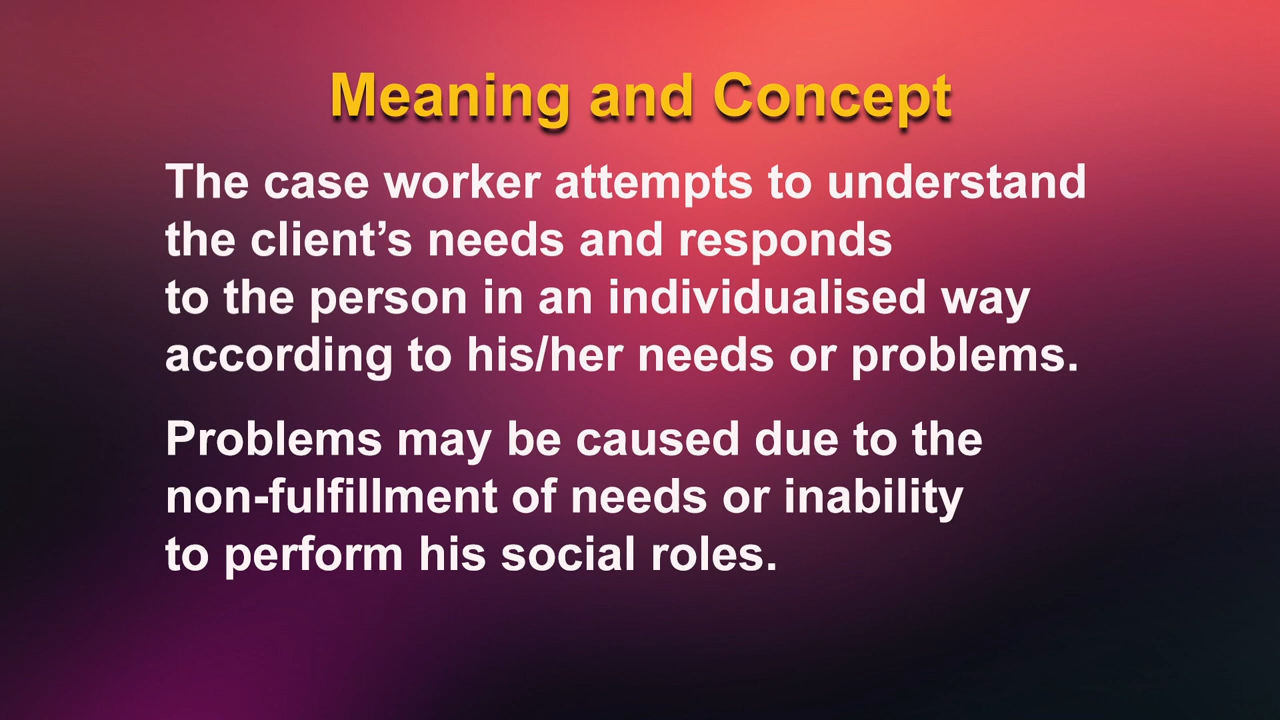 Meaning and Concept
The case worker attempts to understand
the client’s needs and responds
to the person in an individualised way
according to his/her needs or problems.
Problems may be caused due to the
non-fulfillment of needs or inability
to perform his social roles.